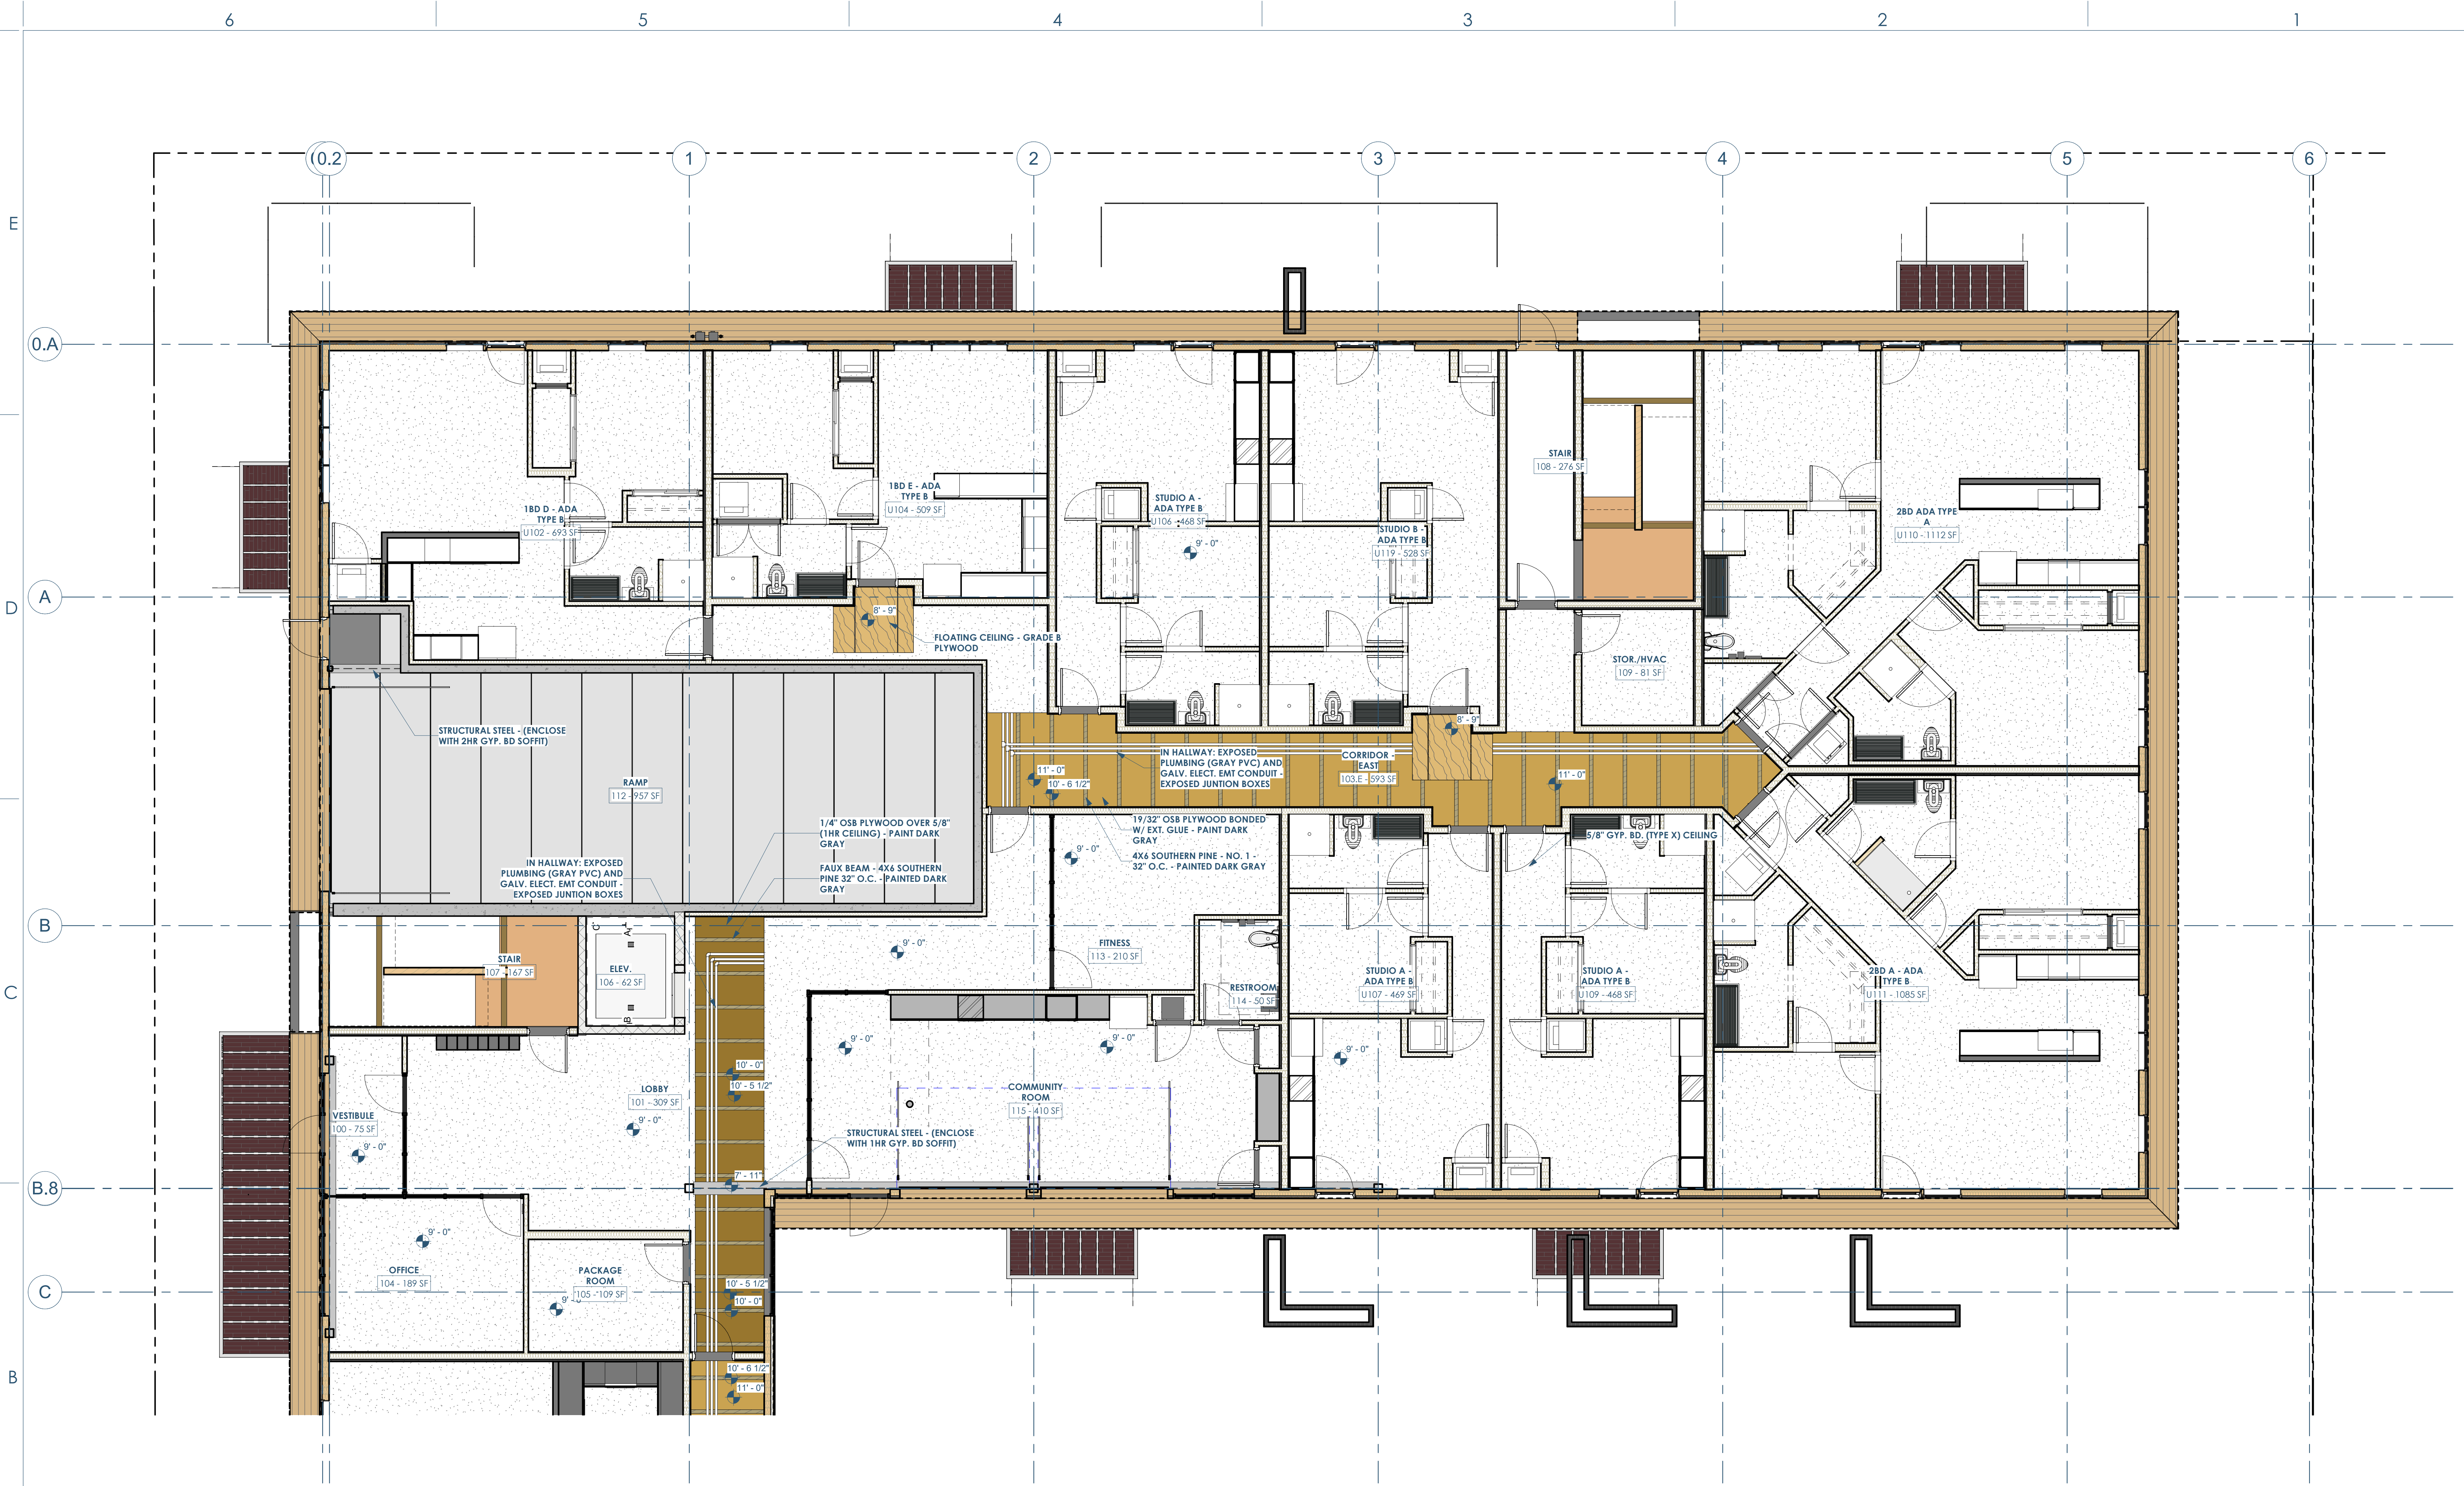 6
5
4
3
2
1
E
D
C
B
0.2
1
2
3
4
5
6
0.A
A
B
B.8
C
1BD D - ADA
TYPE B
U102 - 693 SF
1BD E - ADA
TYPE B
U104 - 509 SF
STUDIO A -
ADA TYPE B
U106 - 468 SF
9' - 0"
STUDIO B -
ADA TYPE B
U119 - 528 SF
STAIR
108 - 276 SF
2BD ADA TYPE
A
U110 - 1112 SF
8' - 9"
FLOATING CEILING - GRADE B
PLYWOOD
STOR./HVAC
109 - 81 SF
STRUCTURAL STEEL - (ENCLOSE
WITH 2HR GYP. BD SOFFIT)
RAMP
112 - 957 SF
8' - 9"
IN HALLWAY: EXPOSED
PLUMBING (GRAY PVC) AND
GALV. ELECT. EMT CONDUIT -
EXPOSED JUNTION BOXES
CORRIDOR -
EAST
103.E - 593 SF
11' - 0"
10' - 6 1/2"
11' - 0"
1/4" OSB PLYWOOD OVER 5/8"
(1HR CEILING) - PAINT DARK
GRAY
FAUX BEAM - 4X6 SOUTHERN
PINE 32" O.C. - PAINTED DARK
GRAY
IN HALLWAY: EXPOSED
PLUMBING (GRAY PVC) AND
GALV. ELECT. EMT CONDUIT -
EXPOSED JUNTION BOXES
19/32" OSB PLYWOOD BONDED
W/ EXT. GLUE - PAINT DARK
GRAY
4X6 SOUTHERN PINE - NO. 1 -
32" O.C. - PAINTED DARK GRAY
5/8" GYP. BD. (TYPE X) CEILING
9' - 0"
9' - 0"
FITNESS
113 - 210 SF
STAIR
107 - 167 SF
ELEV.
106 - 62 SF
RESTROOM
114 - 50 SF
STUDIO A -
ADA TYPE B
U107 - 469 SF
STUDIO A -
ADA TYPE B
U109 - 468 SF
2BD A - ADA
TYPE B
U111 - 1085 SF
9' - 0"
9' - 0"
9' - 0"
10' - 0"
10' - 5 1/2"
LOBBY
101 - 309 SF
9' - 0"
COMMUNITY
ROOM
115 - 410 SF
VESTIBULE
100 - 75 SF
9' - 0"
STRUCTURAL STEEL - (ENCLOSE
WITH 1HR GYP. BD SOFFIT)
7' - 11"
9' - 0"
OFFICE
104 - 189 SF
PACKAGE
ROOM
105 - 109 SF
9' - 0"
10' - 5 1/2"
10' - 0"
10' - 6 1/2"
11' - 0"